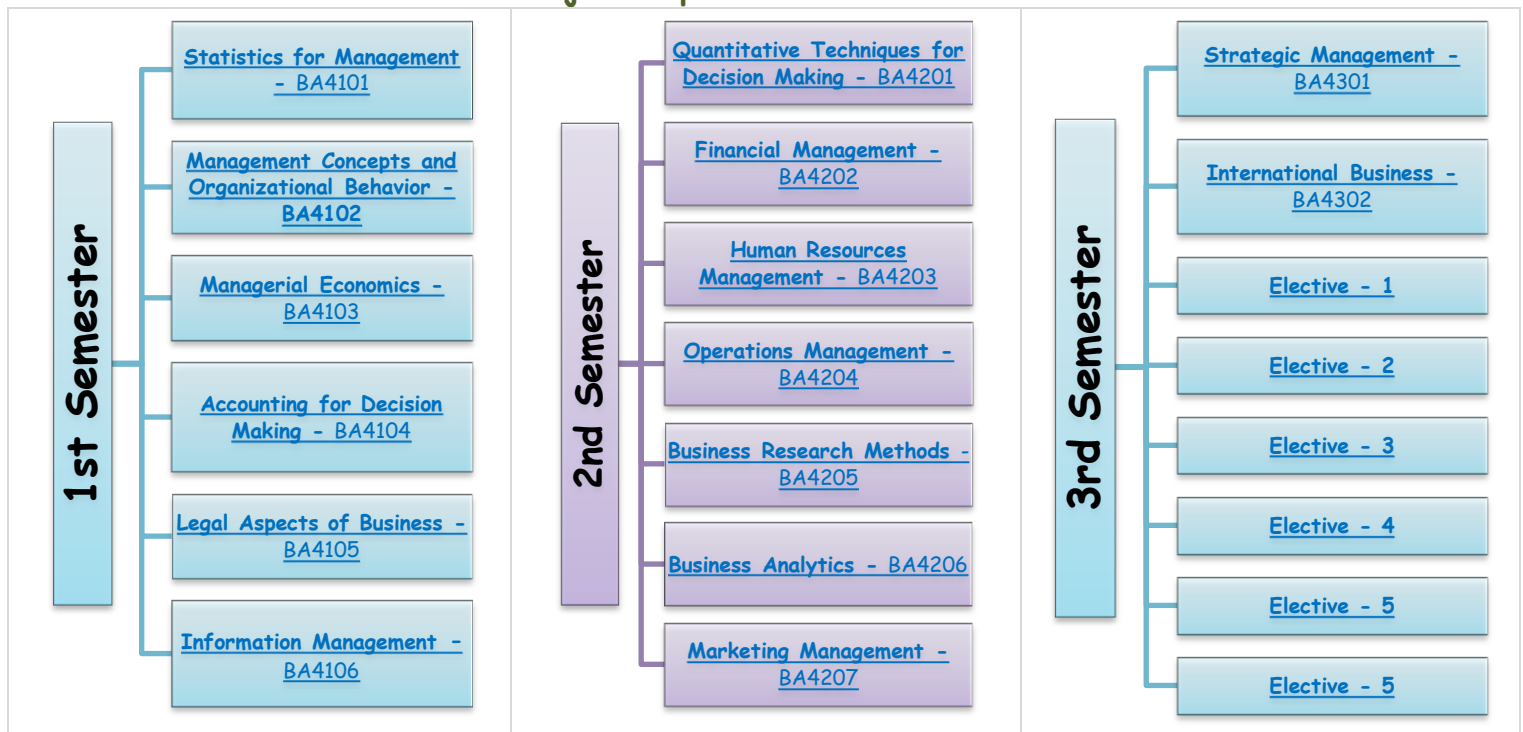 1st Semester
Statistics for Management
- BA4101
Management Concepts and
Organizational Behavior -
BA4102
Managerial Economics -
BA4103
Accounting for Decision
Making - BA4104
Legal Aspects of Business -
BA4105
Information Management -
BA4106
2nd Semester
Quantitative Techniques for
Decision Making - BA4201
Financial Management -
BA4202
Human Resources
Management - BA4203
Operations Management -
BA4204
Business Research Methods -
BA4205
Business Analytics - BA4206
Marketing Management -
BA4207
3rd Semester
Strategic Management -
BA4301
International Business -
BA4302
Elective - 1
Elective - 2
Elective - 3
Elective - 4
Elective - 5
Elective - 5